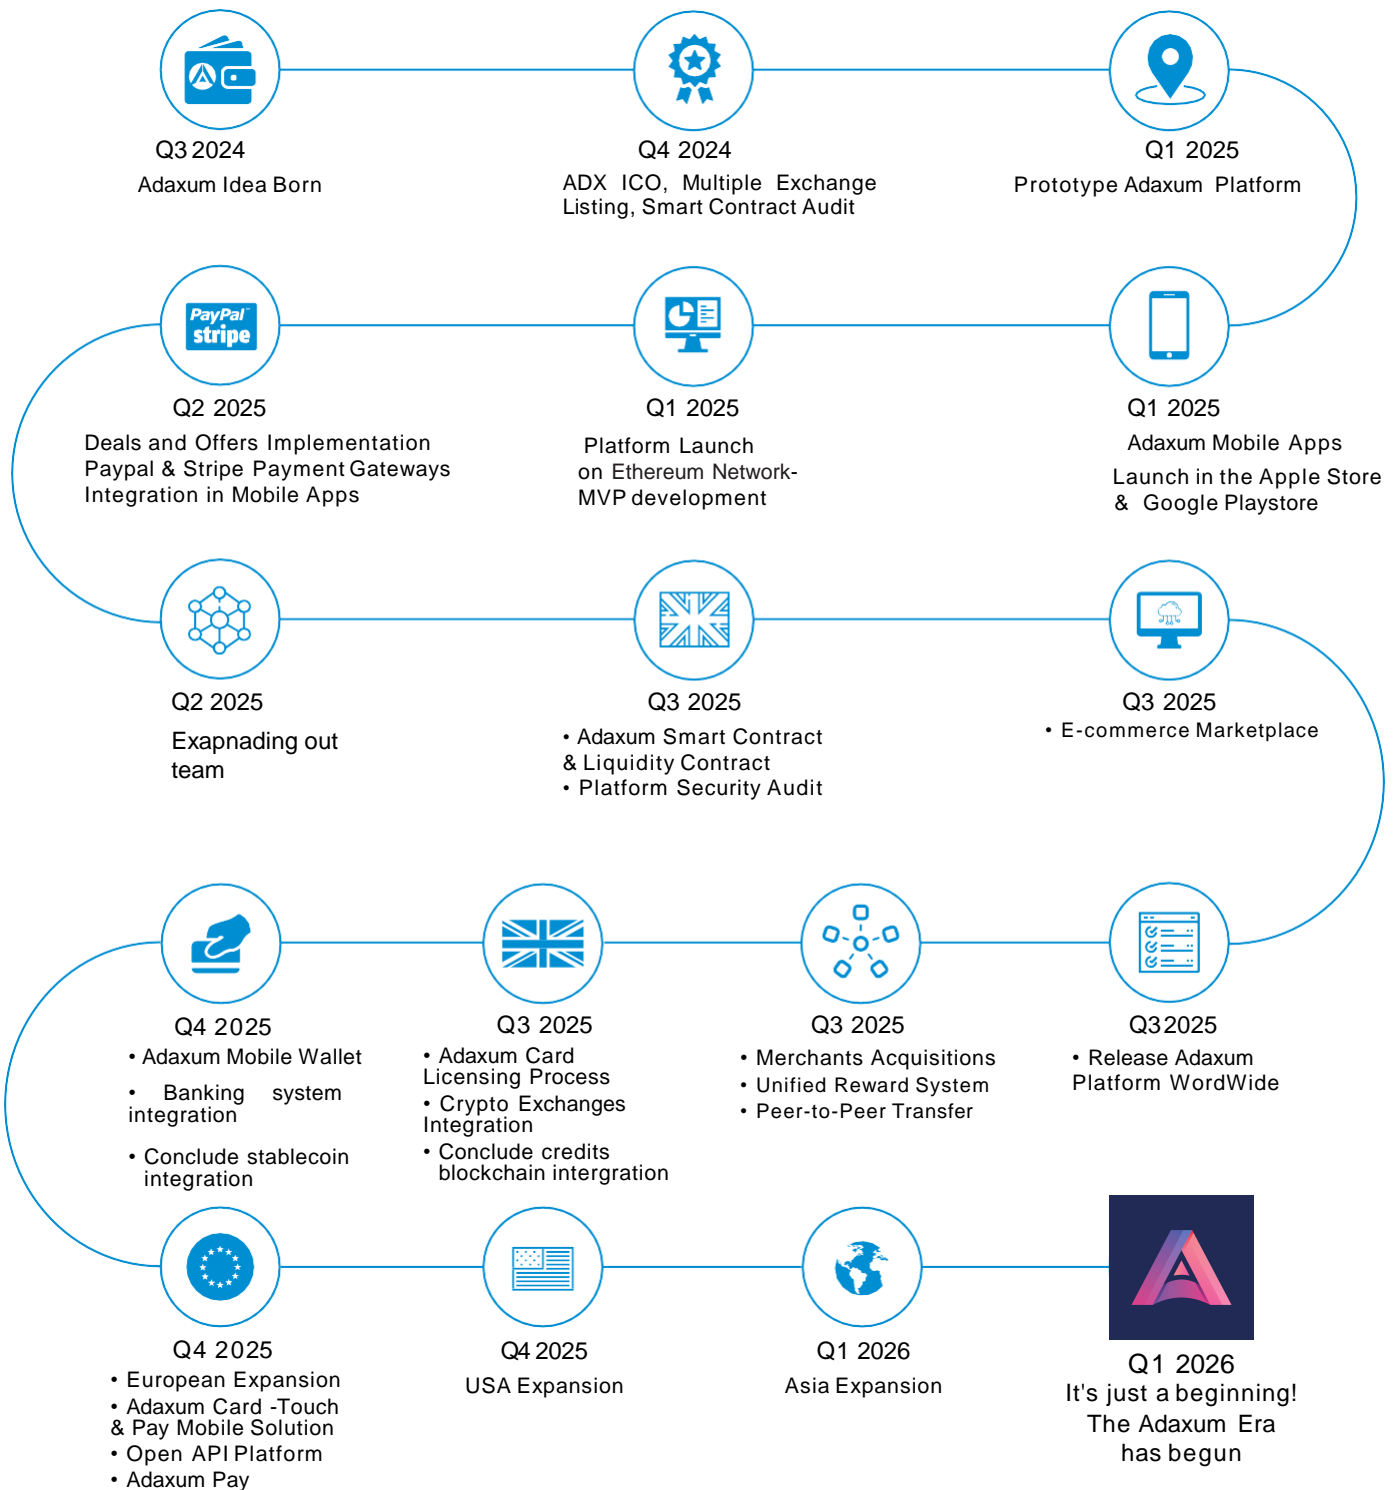 Q3 2024
Adaxum Idea Born
Q4 2024
ADX ICO, Multiple Exchange
Listing, Smart Contract Audit
Q1 2025
Prototype Adaxum Platform
PayPal
stripe
Q2 2025
Deals and Offers Implementation
Paypal & Stripe Payment Gateways
Integration in Mobile Apps
Q1 2025
Platform Launch
on Ethereum Network-
MVP development
Q1 2025
Adaxum Mobile Apps
Launch in the Apple Store
& Google Playstore
Q2 2025
Exapnading out
team
Q3 2025
• Adaxum Smart Contract
& Liquidity Contract
• Platform Security Audit
Q3 2025
• E-commerce Marketplace
Q4 2025
• Adaxum Mobile Wallet
• Banking system
integration
• Conclude stablecoin
integration
Q3 2025
• Adaxum Card
Licensing Process
• Crypto Exchanges
Integration
• Conclude credits
blockchain intergration
Q3 2025
• Merchants Acquisitions
• Unified Reward System
• Peer-to-Peer Transfer
Q3 2025
• Release Adaxum
Platform WordWide
Q4 2025
• European Expansion
• Adaxum Card -Touch
& Pay Mobile Solution
• Open API Platform
• Adaxum Pay
Q4 2025
USA Expansion
Q1 2026
Asia Expansion
Q1 2026
It's just a beginning!
The Adaxum Era
has begun